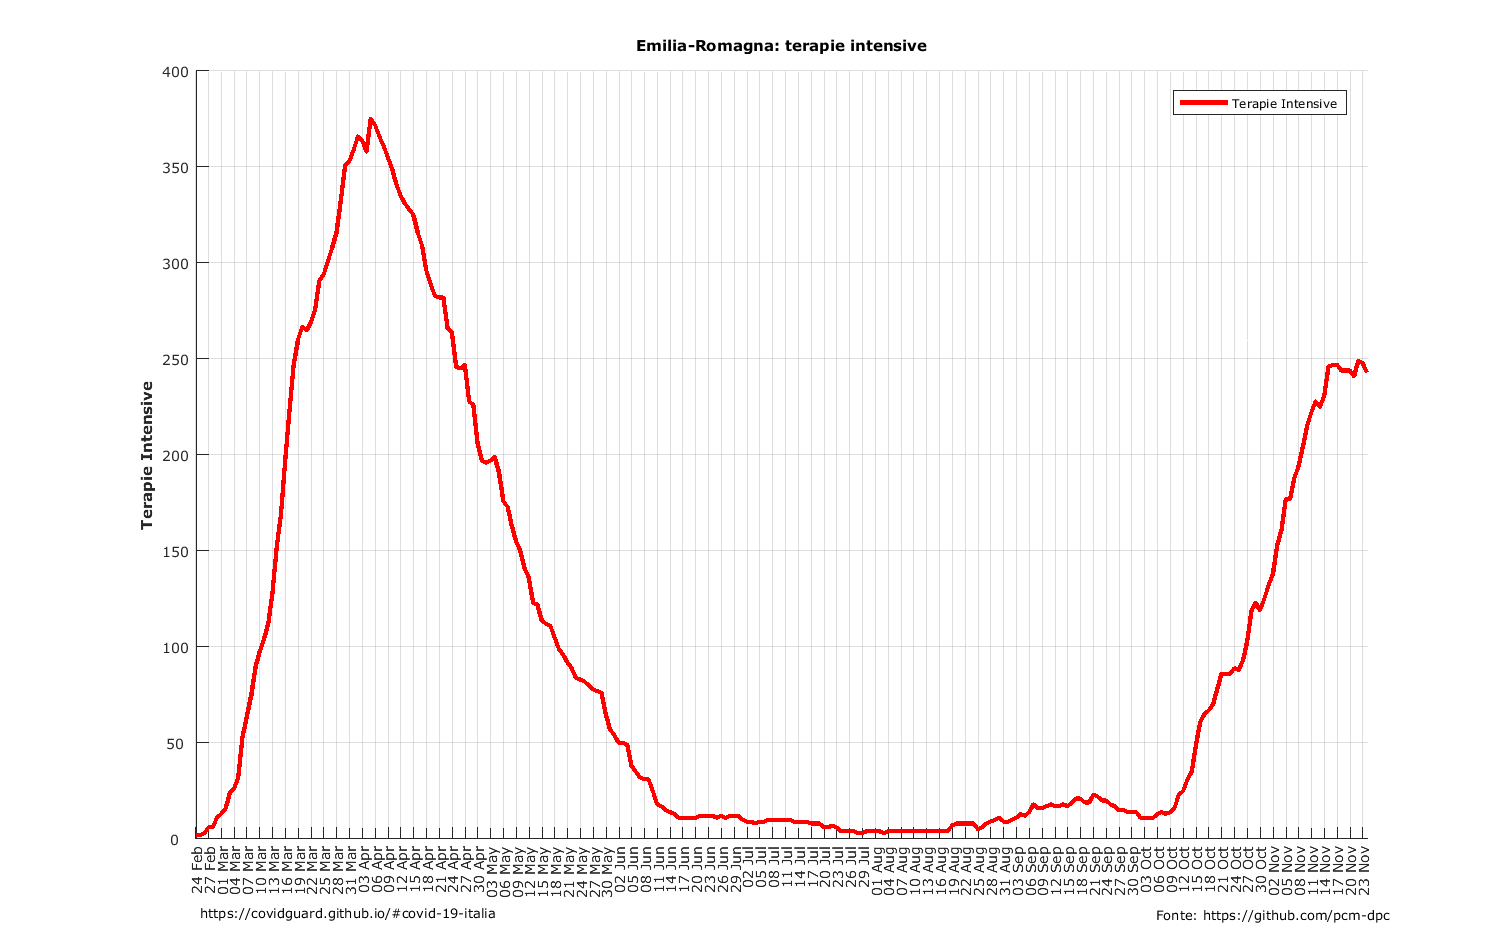 Emilia-Romagna: terapie intensive
Terapie Intensive
400
350
300
250
200
150
100
50
0
Terapie Intensive
24 Feb
27 Feb
01 Mar
04 Mar
07 Mar
10 Mar
13 Mar
16 Mar
19 Mar
22 Mar
25 Mar
28 Mar
31 Mar
03 Apr
06 Apr
09 Apr
12 Apr
15 Apr
18 Apr
21 Apr
24 Apr
27 Apr
30 Apr
03 May
06 May
09 May
12 May
15 May
18 May
21 May
24 May
27 May
30 May
02 Jun
05 Jun
08 Jun
11 Jun
14 Jun
17 Jun
20 Jun
23 Jun
26 Jun
29 Jun
02 Jul
05 Jul
08 Jul
11 Jul
14 Jul
17 Jul
20 Jul
23 Jul
26 Jul
29 Jul
01 Aug
04 Aug
07 Aug
10 Aug
13 Aug
16 Aug
19 Aug
22 Aug
25 Aug
28 Aug
31 Aug
03 Sep
06 Sep
09 Sep
12 Sep
15 Sep
18 Sep
21 Sep
24 Sep
27 Sep
30 Sep
03 Oct
06 Oct
09 Oct
12 Oct
15 Oct
18 Oct
21 Oct
24 Oct
27 Oct
30 Oct
02 Nov
05 Nov
08 Nov
11 Nov
14 Nov
17 Nov
20 Nov
23 Nov
https://covidguard.github.io/#covid-19-italia
Fonte: https://github.com/pcm-dpc